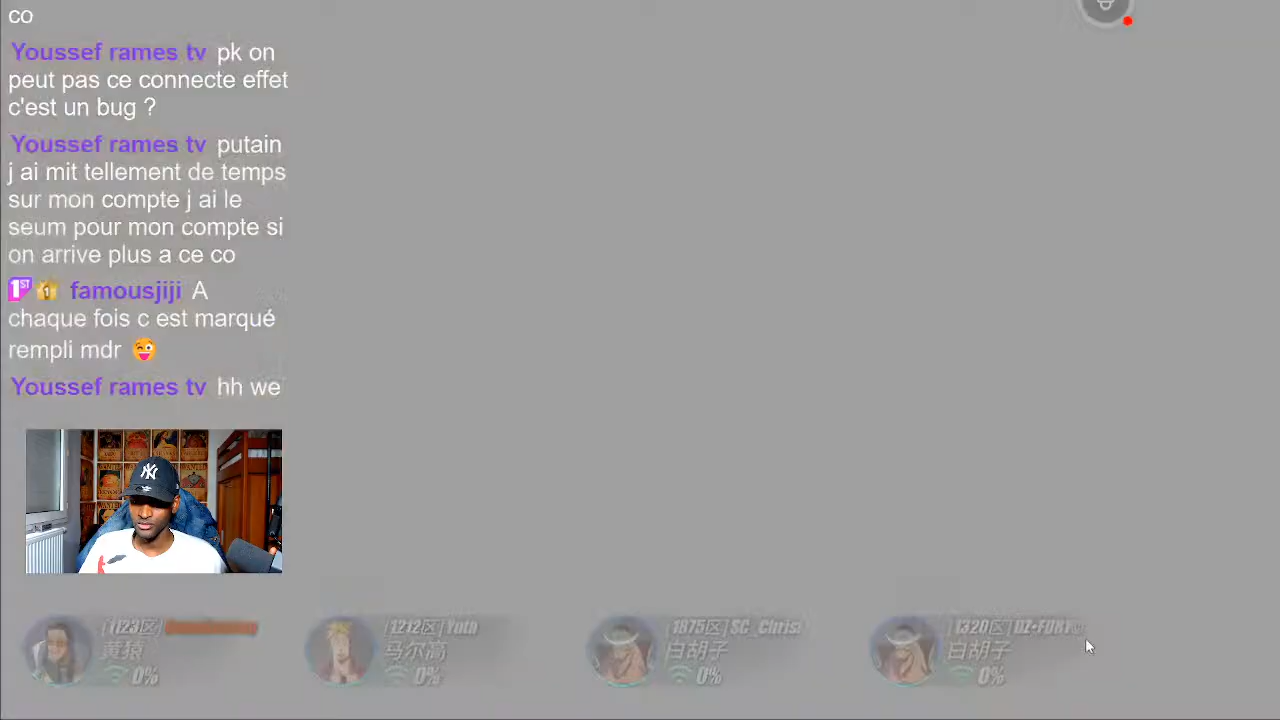 co
Youssef rames tv pk on
peut pas ce connecte effet
c'est un bug ?
Youssef rames tv putain
j ai mit tellement de temps
sur mon compte j ai le
seum pour mon compte si
on arrive plus a ce co
1ST 1 famousjiji A
chaque fois c est marqué
rempli mdr
Youssef rames tv hh we
[1123区]
黄猿
0%
[1212区] Yuta
马尔高
0%
[1875区] SC_Chris
白胡子
0%
[1320区]
白胡子
0%